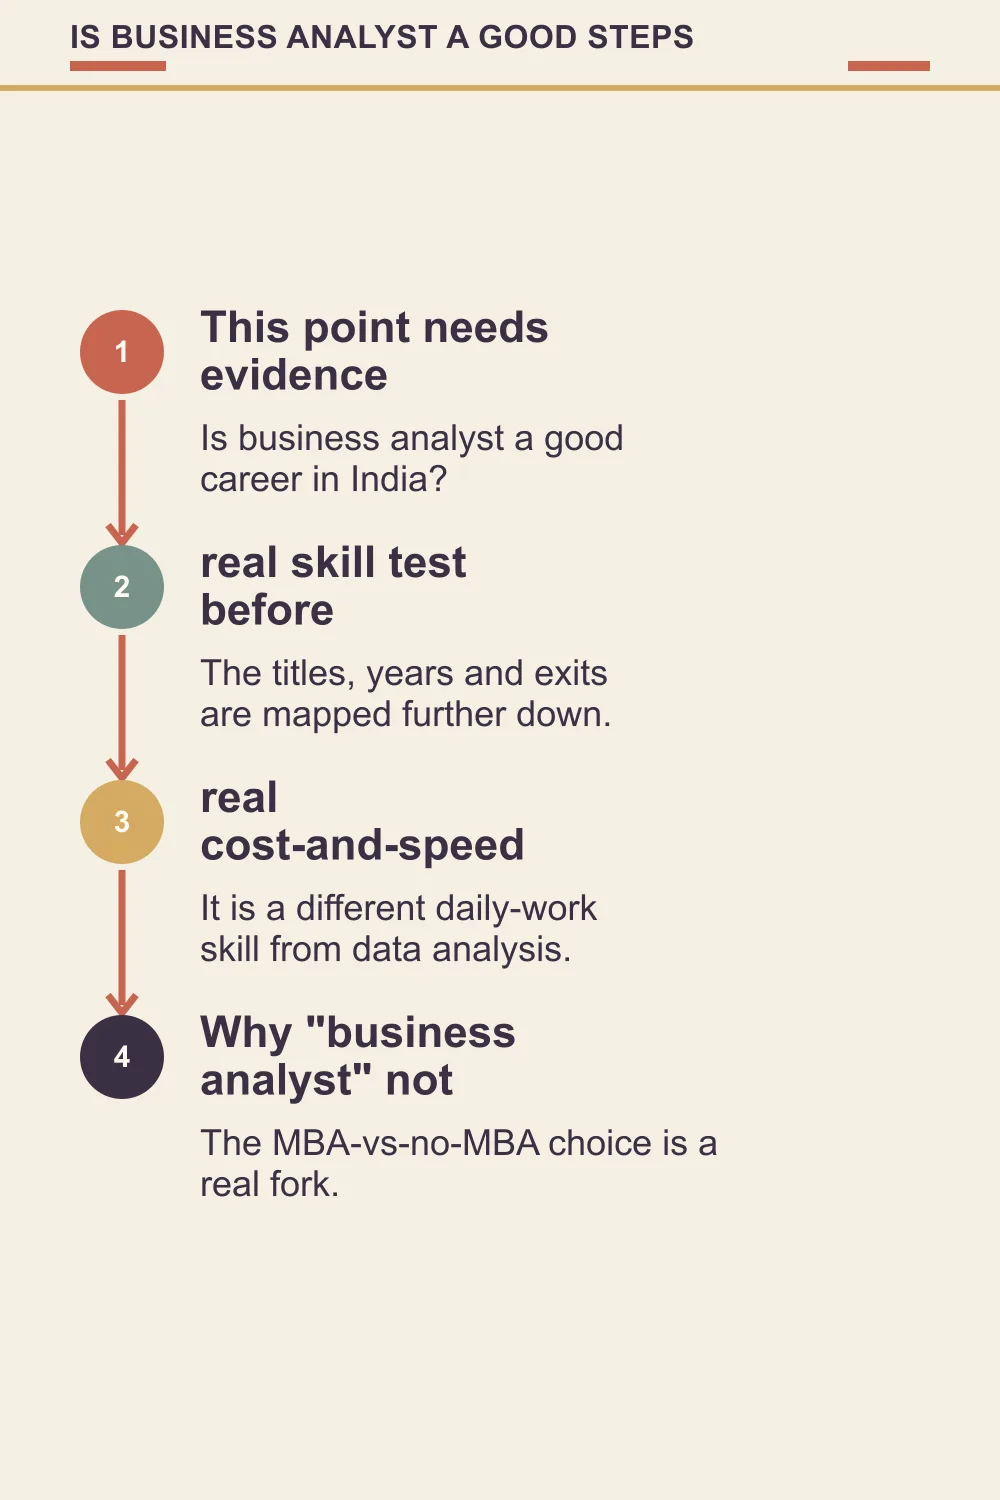 IS BUSINESS ANALYST A GOOD STEPS
1
This point needs
evidence
Is business analyst a good
career in India?
2
real skill test
before
The titles, years and exits
are mapped further down.
3
real
cost-and-speed
It is a different daily-work
skill from data analysis.
4
Why "business
analyst" not
The MBA-vs-no-MBA choice is a
real fork.